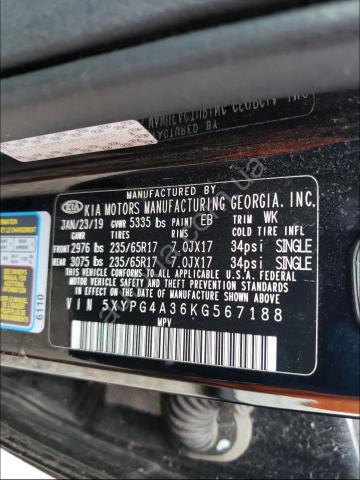 MANUFACTURED BY
KIA KIA MOTORS MANUFACTURING GEORGIA, INC.
JAN/23/19 GVWR 5335 lbs PAINT EB TRIM WK
GAWR TIRES RIMS COLD TIRE INFL.
FRONT 2976 lbs 235/65R17 7.0JX17 34psi SINGLE
REAR 3075 lbs 235/65R17 7.0JX17 34psi SINGLE
THIS VEHICLE CONFORMS TO ALL APPLICABLE U.S.A. FEDERAL
MOTOR VEHICLE SAFETY AND THEFT PREVENTION STANDARDS
IN EFFECT ON THE DATE OF MANUFACTURE SHOWN ABOVE.
VIN 5XYPG4A36KG567188
MPV
6110